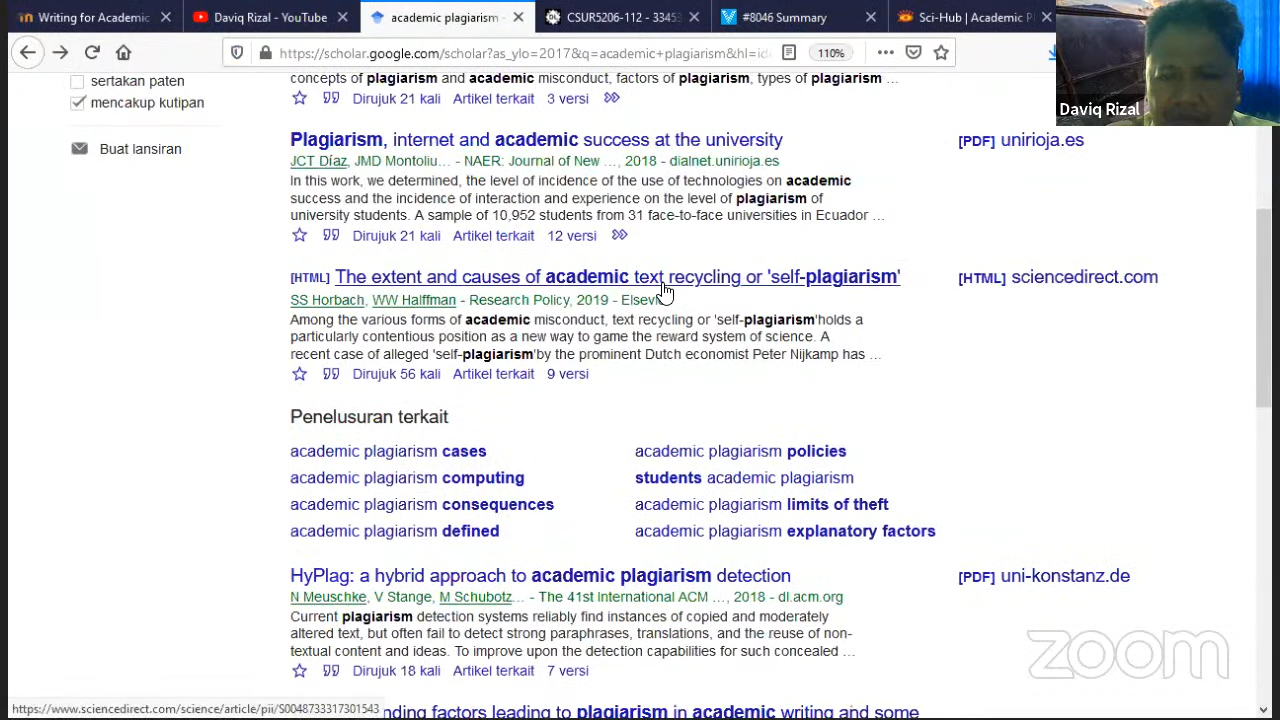 Writing for Academic
Daviq Rizal - YouTube
academic plagiarism -
CSUR5206-112 - 33453
#8046 Summary
Sci-Hub | Academic P
https://scholar.google.com/scholar?as_ylo=2017&q=academic+plagiarism&hl=id
110%
Daviq Rizal
sertakan paten
mencakup kutipan
Buat lansiran
concepts of plagiarism and academic misconduct, factors of plagiarism, types of plagiarism ...
Dirujuk 21 kali Artikel terkait 3 versi
Plagiarism, internet and academic success at the university
[PDF] unirioja.es
JCT Díaz, JMD Montoliu... - NAER: Journal of New ..., 2018 - dialnet.unirioja.es
In this work, we determined, the level of incidence of the use of technologies on academic
success and the incidence of interaction and experience on the level of plagiarism of
university students. A sample of 10,952 students from 31 face-to-face universities in Ecuador ...
Dirujuk 21 kali Artikel terkait 12 versi
[HTML] The extent and causes of academic text recycling or 'self-plagiarism'
[HTML] sciencedirect.com
SS Horbach, WW Halffman - Research Policy, 2019 - Elsevi
Among the various forms of academic misconduct, text recycling or 'self-plagiarism'holds a
particularly contentious position as a new way to game the reward system of science. A
recent case of alleged 'self-plagiarism'by the prominent Dutch economist Peter Nijkamp has ...
Dirujuk 56 kali Artikel terkait 9 versi
Penelusuran terkait
academic plagiarism cases
academic plagiarism policies
academic plagiarism computing
students academic plagiarism
academic plagiarism consequences
academic plagiarism limits of theft
academic plagiarism defined
academic plagiarism explanatory factors
HyPlag: a hybrid approach to academic plagiarism detection
[PDF] uni-konstanz.de
N Meuschke, V Stange, M Schubotz... - The 41st International ACM ..., 2018 - dl.acm.org
Current plagiarism detection systems reliably find instances of copied and moderately
altered text, but often fail to detect strong paraphrases, translations, and the reuse of non-
textual content and ideas. To improve upon the detection capabilities for such concealed ...
Dirujuk 18 kali Artikel terkait 7 versi
zoom
https://www.sciencedirect.com/science/article/pii/S0048733317301543
nding factors leading to plagiarism in academic writing and some